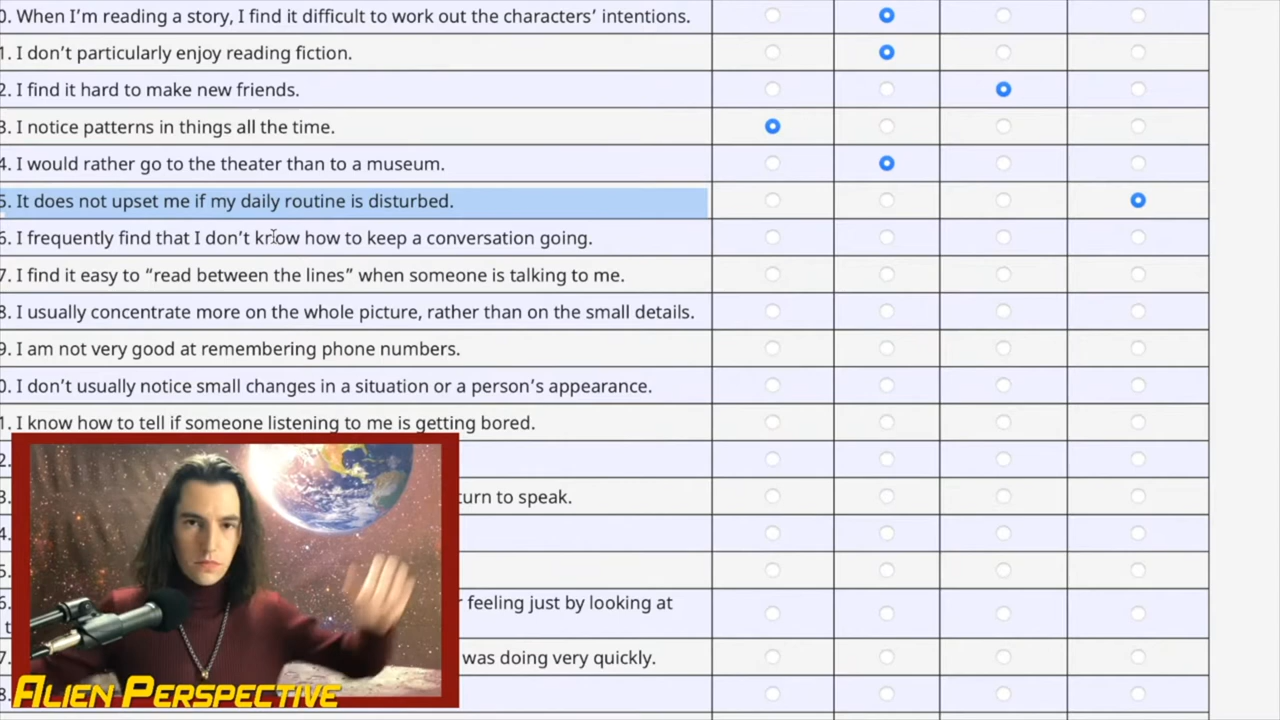 0. When I’m reading a story, I find it difficult to work out the characters’ intentions.
1. I don’t particularly enjoy reading fiction.
2. I find it hard to make new friends.
3. I notice patterns in things all the time.
4. I would rather go to the theater than to a museum.
5. It does not upset me if my daily routine is disturbed.
6. I frequently find that I don’t know how to keep a conversation going.
7. I find it easy to “read between the lines” when someone is talking to me.
8. I usually concentrate more on the whole picture, rather than on the small details.
9. I am not very good at remembering phone numbers.
0. I don’t usually notice small changes in a situation or a person’s appearance.
1. I know how to tell if someone listening to me is getting bored.
2.
3. turn to speak.
4.
5.
6. feeling just by looking at
7. was doing very quickly.
8.
ALIEN PERSPECTIVE